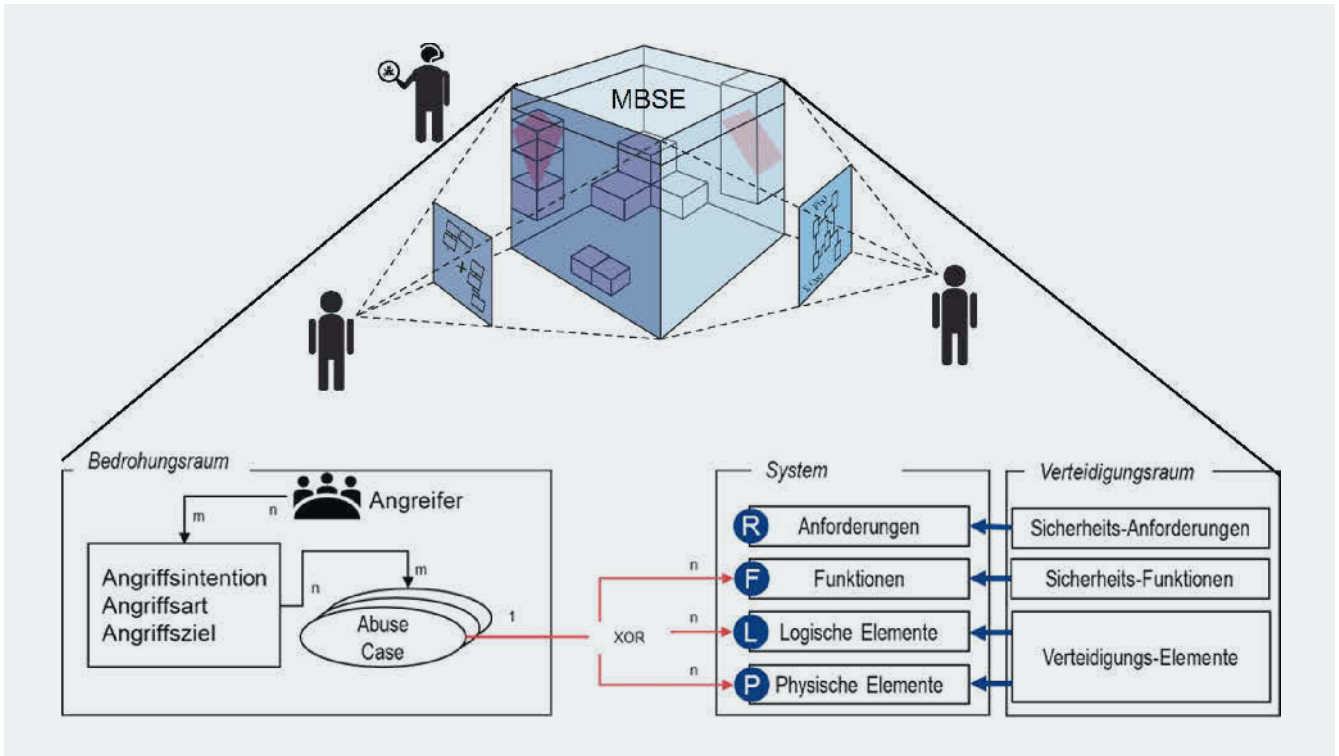 MBSE
Bedrohungsraum
Angreifer
n
m
Angriffsintention
Angriffsart
Angriffsziel
n
m
Abuse
Case
1
XOR
n
n
n
System
R Anforderungen
F Funktionen
L Logische Elemente
P Physische Elemente
Verteidigungsraum
Sicherheits-Anforderungen
Sicherheits-Funktionen
Verteidigungs-Elemente